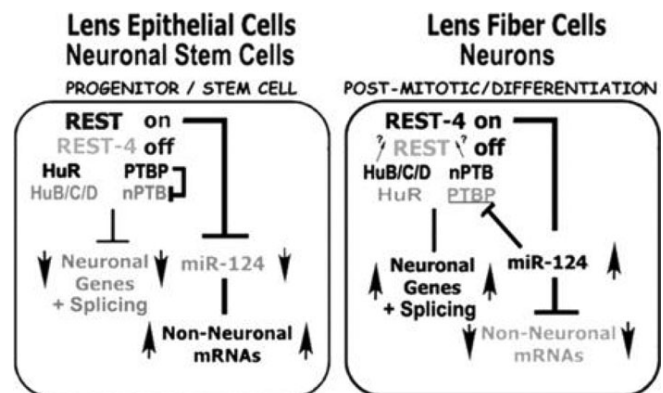 Lens Epithelial Cells
Neuronal Stem Cells
PROGENITOR / STEM CELL
REST on
REST-4 off
HuR PTBP
HuB/C/D nPTB
Neuronal
Genes
+ Splicing
miR-124
Non-Neuronal
mRNAs
Lens Fiber Cells
Neurons
POST-MITOTIC/DIFFERENTIATION
REST-4 on
? REST ? off
HuB/C/D nPTB
HuR PTBP
Neuronal
Genes
+ Splicing
miR-124
Non-Neuronal
mRNAs